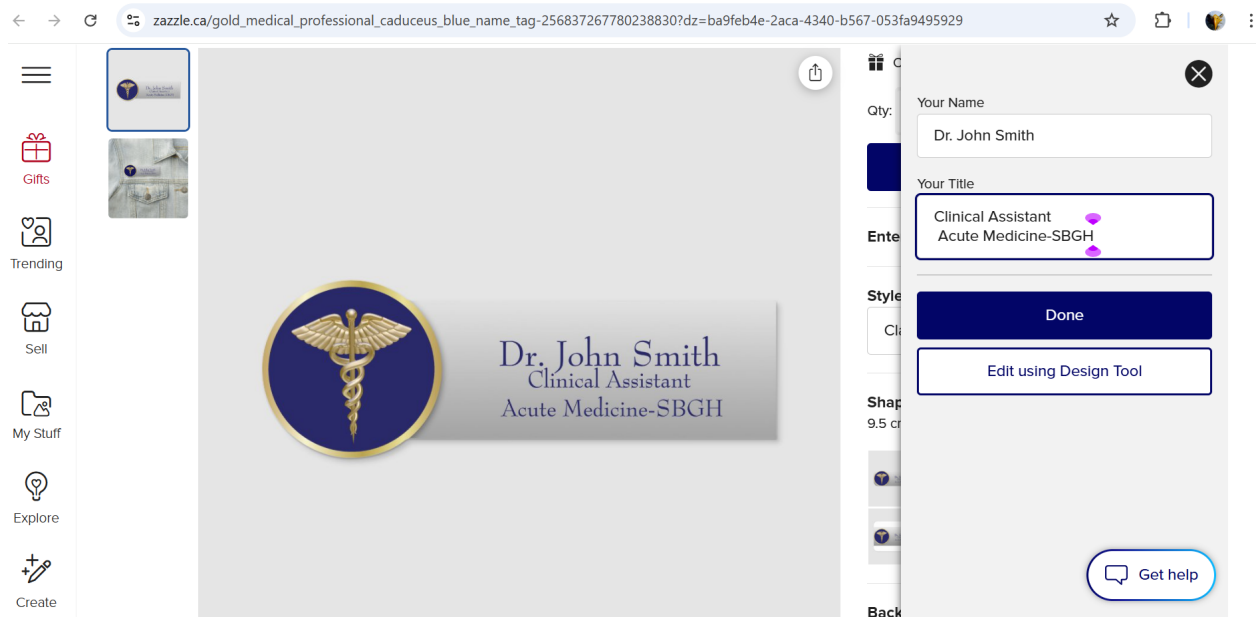 zazzle.ca/gold_medical_professional_caduceus_blue_name_tag-256837267780238830?dz=ba9feb4e-2aca-4340-b567-053fa9495929
Gifts
Trending
Sell
My Stuff
Explore
Create
Dr. John Smith
Clinical Assistant
Acute Medicine-SBGH
Qty:
Ente
Style
Cla
Shap
9.5 cr
Back
Your Name
Dr. John Smith
Your Title
Clinical Assistant
Acute Medicine-SBGH
Done
Edit using Design Tool
Get help